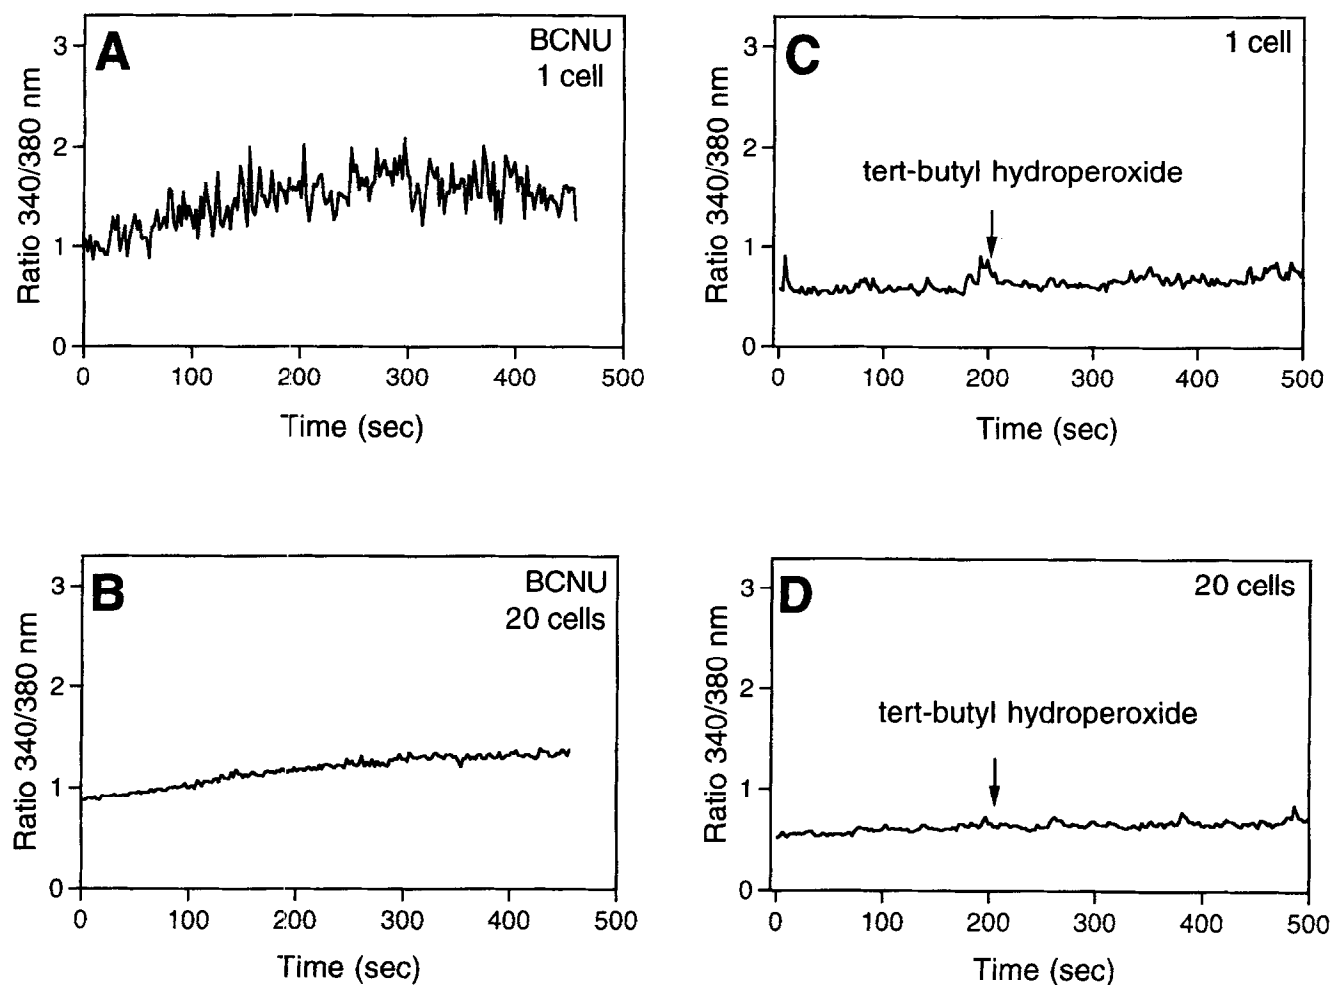 A
BCNU
1 cell
3
2
1
0
Ratio 340/380 nm
0 100 200 300 400 500
Time (sec)
C
1 cell
3
2
1
0
Ratio 340/380 nm
tert-butyl hydroperoxide
0 100 200 300 400 500
Time (sec)
B
BCNU
20 cells
3
2
1
0
Ratio 340/380 nm
0 100 200 300 400 500
Time (sec)
D
20 cells
3
2
1
0
Ratio 340/380 nm
tert-butyl hydroperoxide
0 100 200 300 400 500
Time (sec)